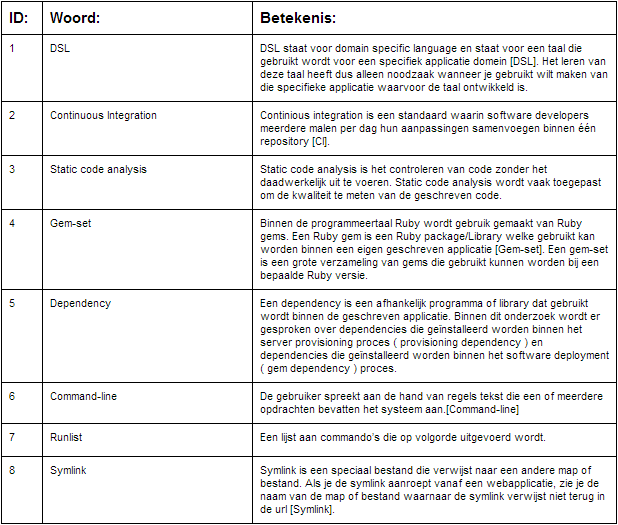 ID: Woord: Betekenis:
1 DSL DSL staat voor domain specific language en staat voor een taal die
gebruikt wordt voor een specifiek applicatie domein [DSL]. Het leren van
deze taal heeft dus alleen noodzaak wanneer je gebruikt wilt maken van
die specifieke applicatie waarvoor de taal ontwikkeld is.
2 Continuous Integration Continious integration is een standaard waarin software developers
meerdere malen per dag hun aanpassingen samenvoegen binnen één
repository [CI].
3 Static code analysis Static code analysis is het controleren van code zonder het
daadwerkelijk uit te voeren. Static code analysis wordt vaak toegepast
om de kwaliteit te meten van de geschreven code.
4 Gem-set Binnen de programmeertaal Ruby wordt gebruik gemaakt van Ruby
gems. Een Ruby gem is een Ruby package/Library welke gebruikt kan
worden binnen een eigen geschreven applicatie [Gem-set]. Een gem-set
is een grote verzameling van gems die gebruikt kunnen worden bij een
bepaalde Ruby versie.
5 Dependency Een dependency is een afhankelijk programma of library dat gebruikt
wordt binnen de geschreven applicatie. Binnen dit onderzoek wordt er
gesproken over dependencies die geïnstalleerd worden binnen het
server provisioning proces ( provisioning dependency ) en
dependencies die geïnstalleerd worden binnen het software deployment
( gem dependency ) proces.
6 Command-line De gebruiker spreekt aan de hand van regels tekst die een of meerdere
opdrachten bevatten het systeem aan.[Command-line]
7 Runlist Een lijst aan commando's die op volgorde uitgevoerd wordt.
8 Symlink Symlink is een speciaal bestand die verwijst naar een andere map of
bestand. Als je de symlink aanroept vanaf een webapplicatie, zie je de
naam van de map of bestand waarnaar de symlink verwijst niet terug in
de url [Symlink].